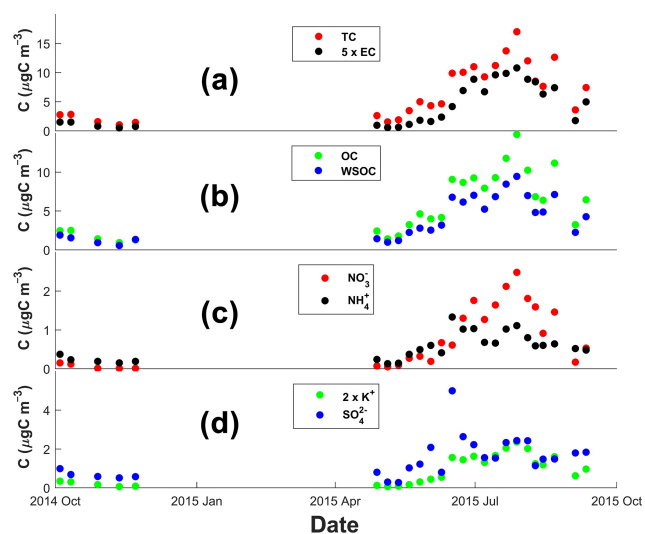 C (μgC m⁻³)
15
10
5
0
(a)
TC
5 x EC
C (μgC m⁻³)
10
5
0
(b)
OC
WSOC
C (μgC m⁻³)
2
1
0
(c)
NO₃⁻
NH₄⁺
C (μgC m⁻³)
4
2
0
(d)
2 x K⁺
SO₄²⁻
2014 Oct 2015 Jan 2015 Apr 2015 Jul 2015 Oct
Date